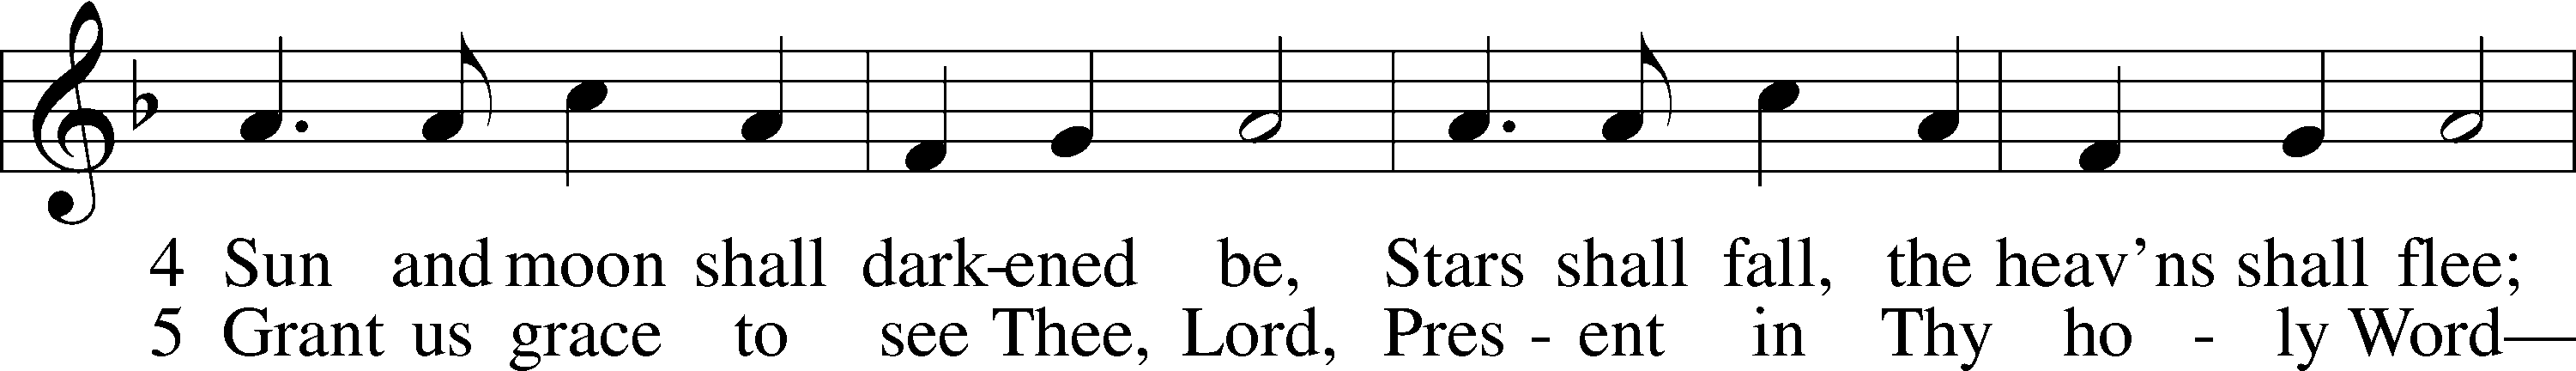 4 Sun and moon shall dark-ened be, Stars shall fall, the heav’ns shall flee;
5 Grant us grace to see Thee, Lord, Pres - ent in Thy ho - ly Word—